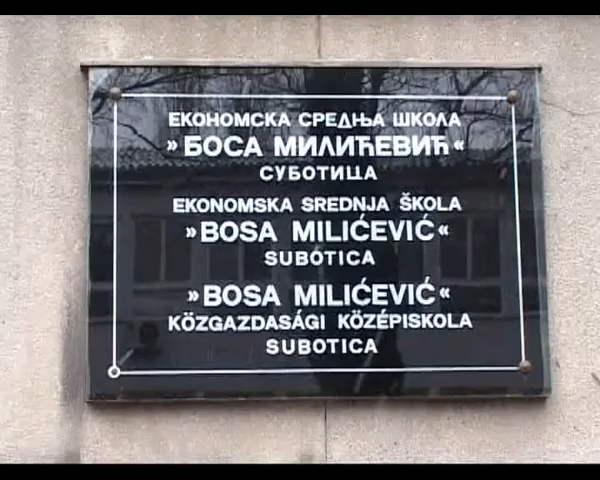 ЕКОНОМСКА СРЕДЊА ШКОЛА
»БОСА МИЛИЋЕВИЋ«
СУБОТИЦА
EKONOMSKA SREDNJA ŠKOLA
»BOSA MILIĆEVIĆ«
SUBOTICA
»BOSA MILIĆEVIĆ«
KÖZGAZDASÁGI KÖZÉPISKOLA
SUBOTICA